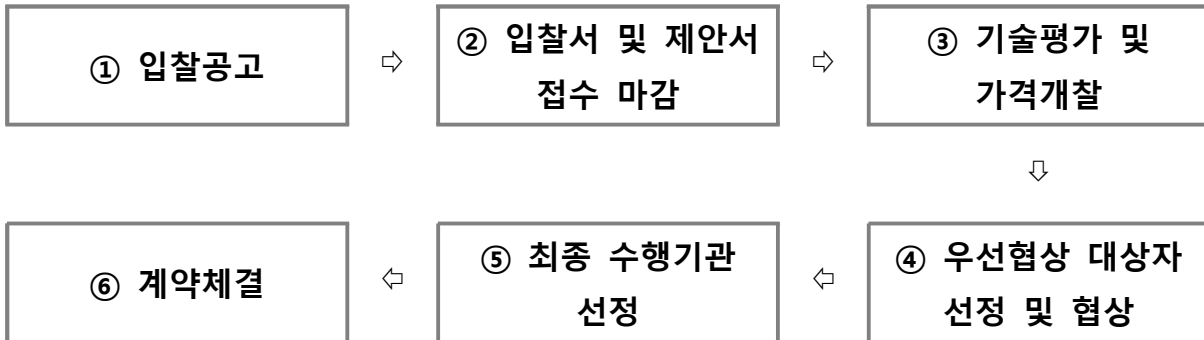 ① 입찰공고
⇨
② 입찰서 및 제안서
접수 마감
⇨
③ 기술평가 및
가격개찰
⇩
④ 우선협상 대상자
선정 및 협상
⇦
⑤ 최종 수행기관
선정
⇦
⑥ 계약체결